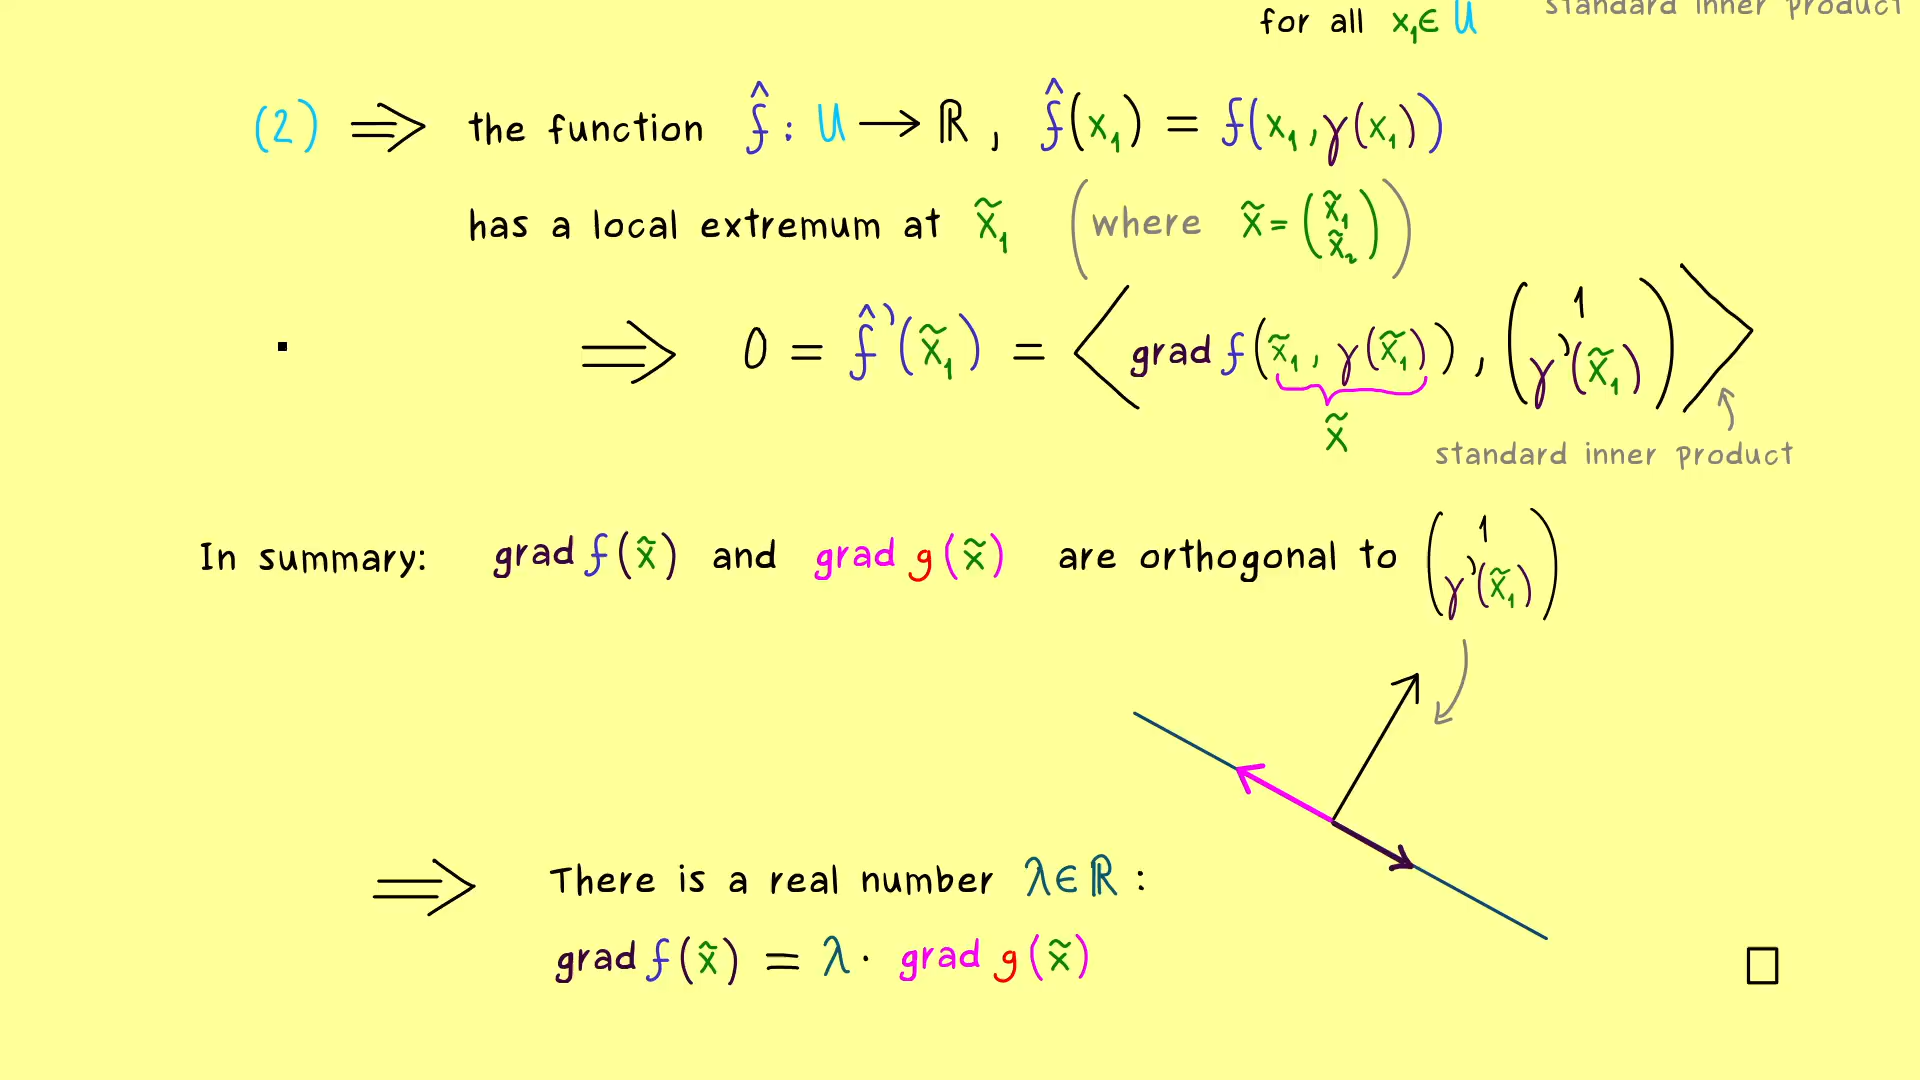 standard inner product
for all x₁ ∈ U
(2) ⟹ the function f̂ : U ⟶ ℝ , f̂(x₁) = f(x₁, γ(x₁))
has a local extremum at x̃₁ (where x̃ = (x̃₁ x̃₂))
⟹ 0 = f̂'(x̃₁) = < grad f(x̃₁, γ(x̃₁)) , (1 γ'(x̃₁)) >
x̃
standard inner product
In summary: grad f(x̃) and grad g(x̃) are orthogonal to (1 γ'(x̃₁))
⟹ There is a real number λ ∈ ℝ :
grad f(x̃) = λ · grad g(x̃)
□